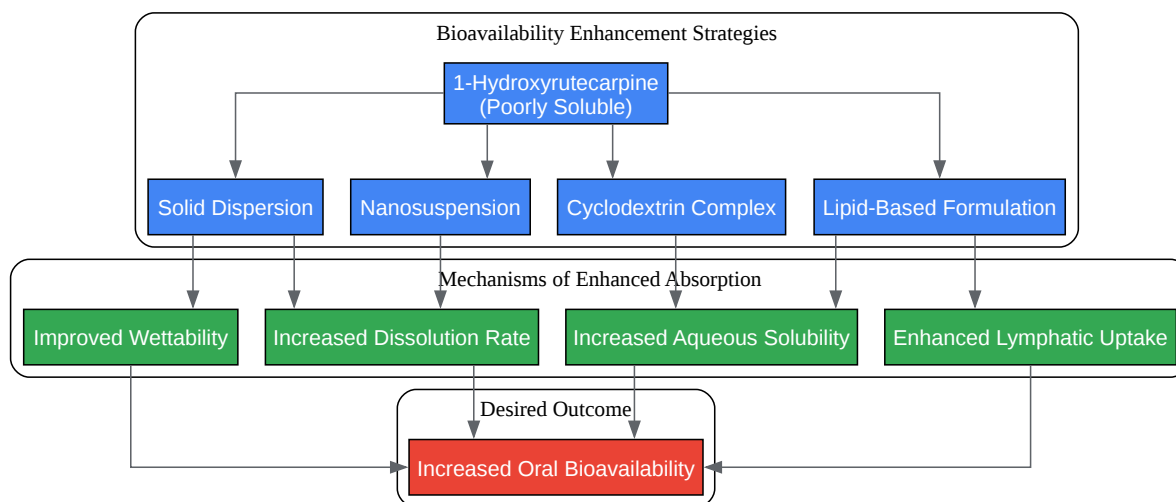 Bioavailability Enhancement Strategies
1-Hydroxyrutecarpine
(Poorly Soluble)
Solid Dispersion
Nanosuspension
Cyclodextrin Complex
Lipid-Based Formulation
Mechanisms of Enhanced Absorption
Improved Wettability
Increased Dissolution Rate
Increased Aqueous Solubility
Enhanced Lymphatic Uptake
Desired Outcome
Increased Oral Bioavailability